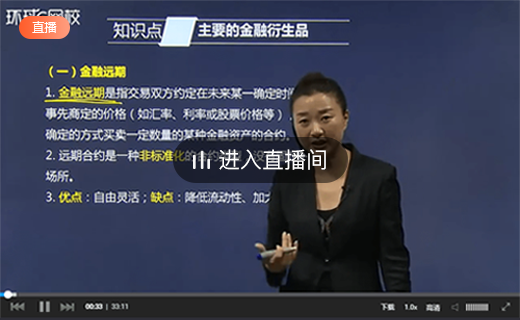 环球网校
直播
知识点
主要的金融衍生品
（一）金融远期
1. 金融远期是指交易双方约定在未来某一确定时间
事先商定的价格（如汇率、利率或股票价格等）
确定的方式买卖一定数量的某种金融资产的合约。
2. 远期合约是一种非标准化的合约
进入直播间
场所。
3. 优点：自由灵活；缺点：降低流动性、加大
00:33 | 33:11
下载 1.0x 高清